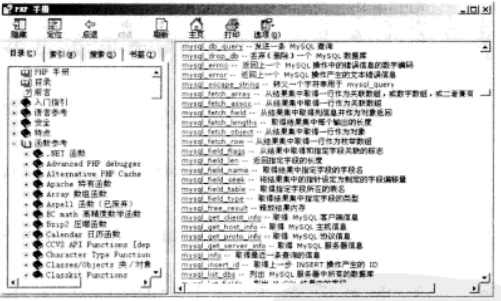 PHP 手册
隐藏 定位 后退 刷新 主页 打印 选项(O)
目录(C) 索引(N) 搜索(S) 书签(I)
PHP 手册
目录
前言
入门指引
语言参考
安全
特点
函数参考
.NET 函数
Advanced PHP debugger
Alternative PHP Cache
Apache 特有函数
Array 数组函数
Aspell 函数 (已废弃)
BC math 高精度数学函数
Bzip2 压缩函数
Calendar 日历函数
CCVS API Functions [dep
Character Type Function
Classes/Objects 类/对象
Classkit Functions
mysql_db_query -- 发送一条 MySQL 查询
mysql_drop_db -- 丢弃(删除)一个 MySQL 数据库
mysql_errno -- 返回上一个 MySQL 操作中的错误信息的数字编码
mysql_error -- 返回上一个 MySQL 操作产生的文本错误信息
mysql_escape_string -- 转义一个字符串用于 mysql_query
mysql_fetch_array -- 从结果集中取得一行作为关联数组，或数字数组，或二者兼有
mysql_fetch_assoc -- 从结果集中取得一行作为关联数组
mysql_fetch_field -- 从结果集中取得列信息并作为对象返回
mysql_fetch_lengths -- 取得结果集中每个输出的长度
mysql_fetch_object -- 从结果集中取得一行作为对象
mysql_fetch_row -- 从结果集中取得一行作为枚举数组
mysql_field_flags -- 从结果集中取得和指定字段关联的标志
mysql_field_len -- 返回指定字段的长度
mysql_field_name -- 取得结果中指定字段的字段名
mysql_field_seek -- 将结果集中的指针设定为制定的字段偏移量
mysql_field_table -- 取得指定字段所在的表名
mysql_field_type -- 取得结果集中指定字段的类型
mysql_free_result -- 释放结果内存
mysql_get_client_info -- 取得 MySQL 客户端信息
mysql_get_host_info -- 取得 MySQL 主机信息
mysql_get_proto_info -- 取得 MySQL 协议信息
mysql_get_server_info -- 取得 MySQL 服务器信息
mysql_info -- 取得最近一条查询的信息
mysql_insert_id -- 取得上一步 INSERT 操作产生的 ID
mysql_list_dbs -- 列出 MySQL 服务器中所有的数据库